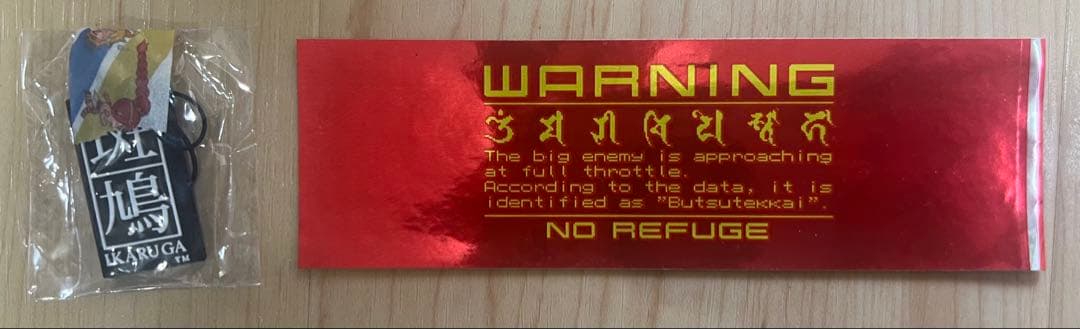 斑
鳩
IKARUGA
TM
WARNING
The big enemy is approaching
at full throttle.
According to the data, it is
identified as "Butsutekkai".
NO REFUGE